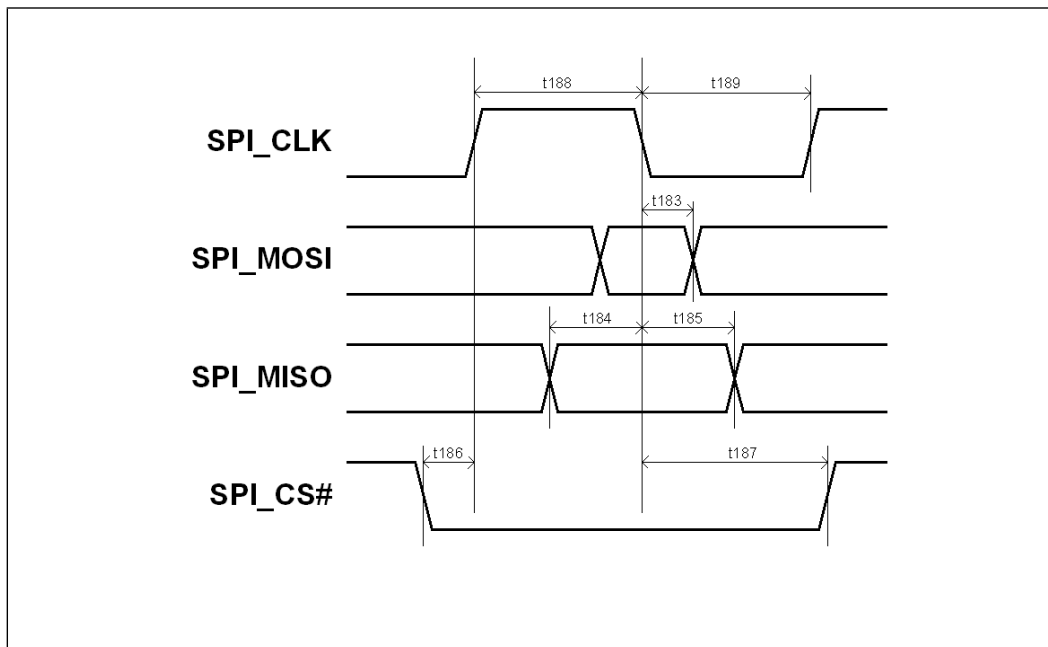 t188
t189
SPI_CLK
t183
SPI_MOSI
t184
t185
SPI_MISO
t186
t187
SPI_CS#